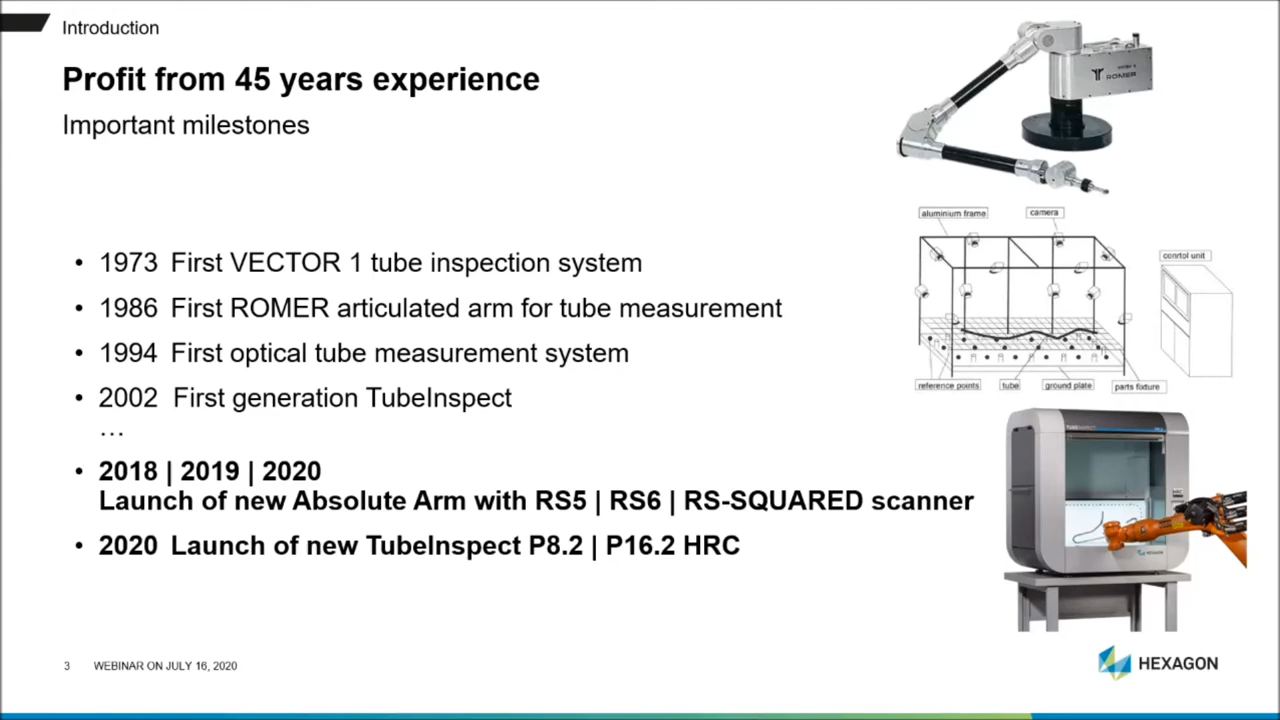 Introduction
Profit from 45 years experience
Important milestones
• 1973 First VECTOR 1 tube inspection system
• 1986 First ROMER articulated arm for tube measurement
• 1994 First optical tube measurement system
• 2002 First generation TubeInspect
…
• 2018 | 2019 | 2020
Launch of new Absolute Arm with RS5 | RS6 | RS-SQUARED scanner
• 2020 Launch of new TubeInspect P8.2 | P16.2 HRC
ROMER
aluminium frame
camera
conrtol unit
reference points
tube
ground plate
parts fixture
HEXAGON
3 WEBINAR ON JULY 16, 2020
HEXAGON